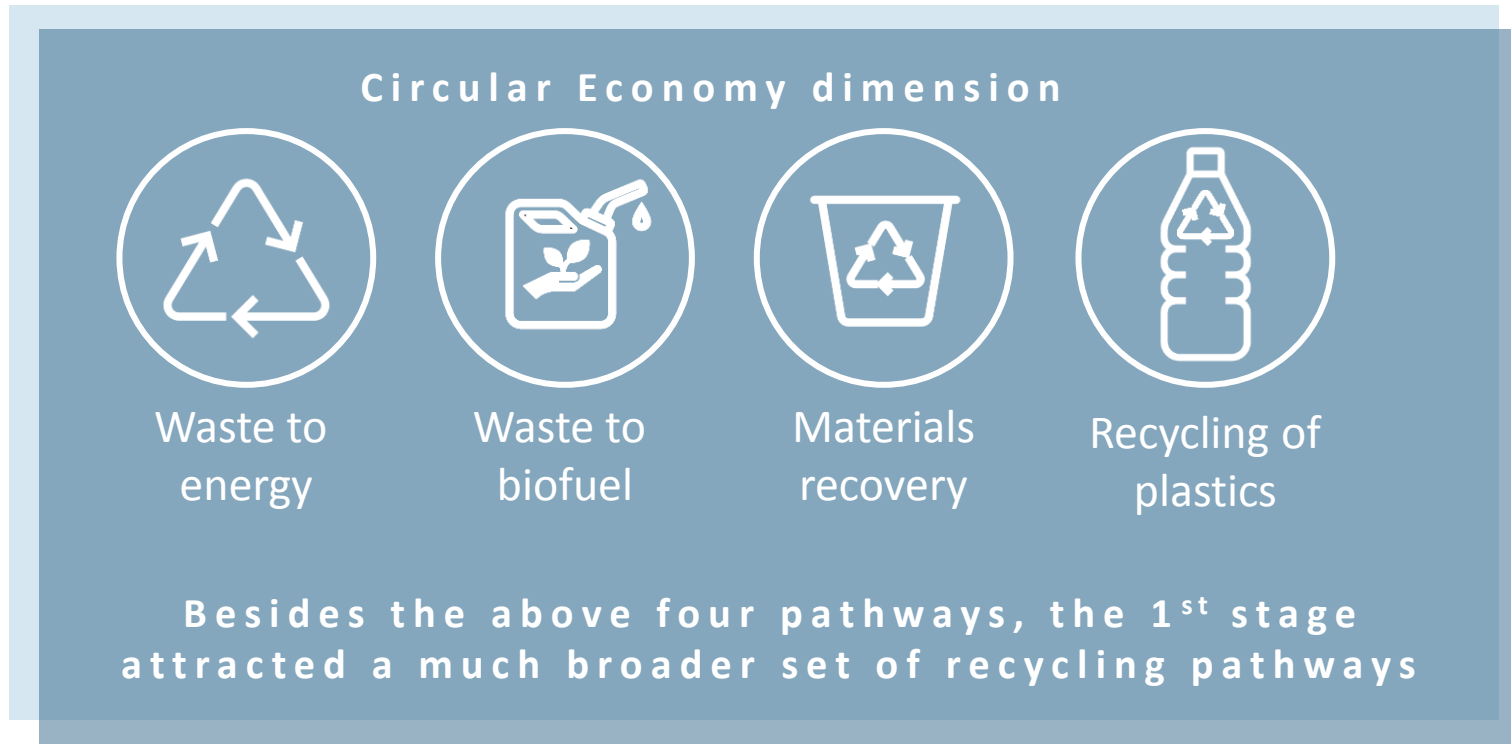 Circular Economy dimension
Waste to
energy
Waste to
biofuel
Materials
recovery
Recycling of
plastics
Besides the above four pathways, the 1st stage
attracted a much broader set of recycling pathways